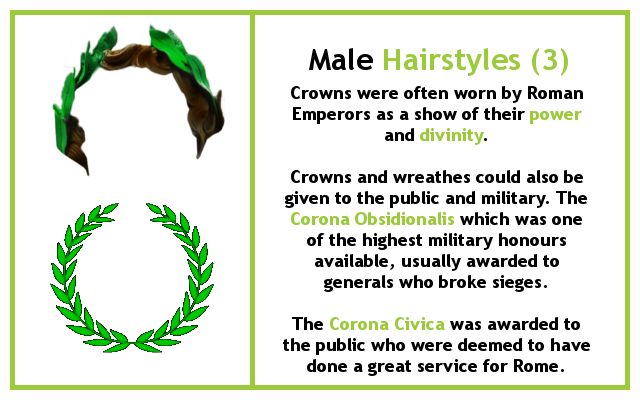 Male Hairstyles (3)
Crowns were often worn by Roman
Emperors as a show of their power
and divinity.
Crowns and wreathes could also be
given to the public and military. The
Corona Obsidionalis which was one
of the highest military honours
available, usually awarded to
generals who broke sieges.
The Corona Civica was awarded to
the public who were deemed to have
done a great service for Rome.